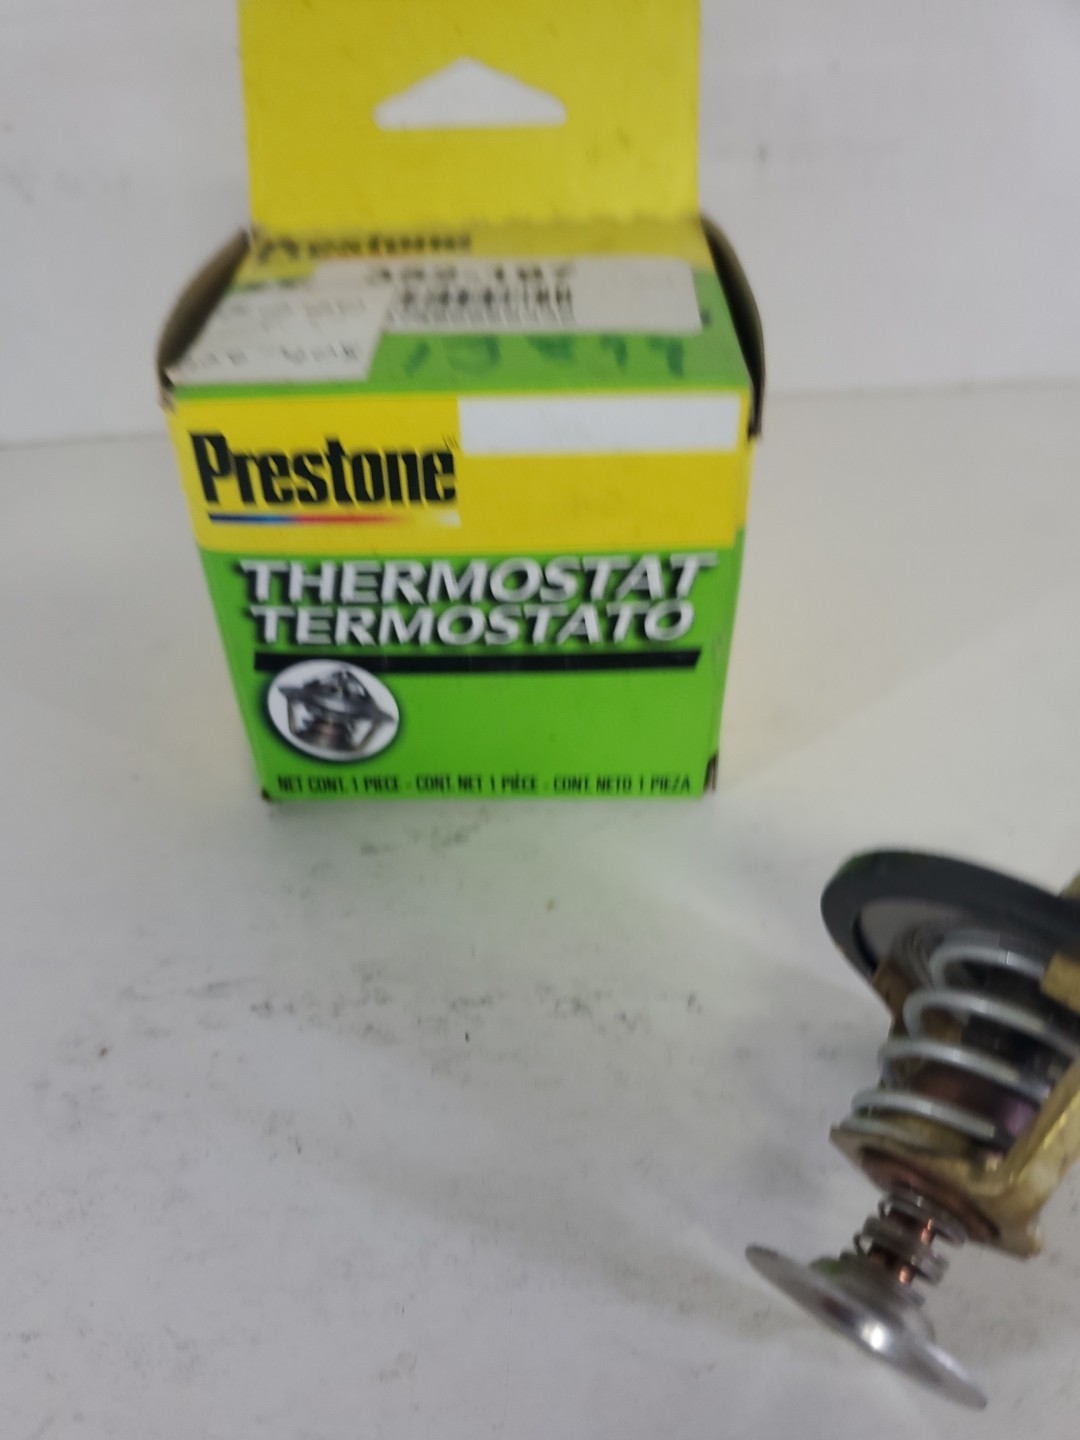 Prestone
Prestone
THERMOSTAT
TERMOSTATO
NET CONT. 1 PIECE - CONT. NET 1 PIÈCE - CONT. NETO 1 PIEZA